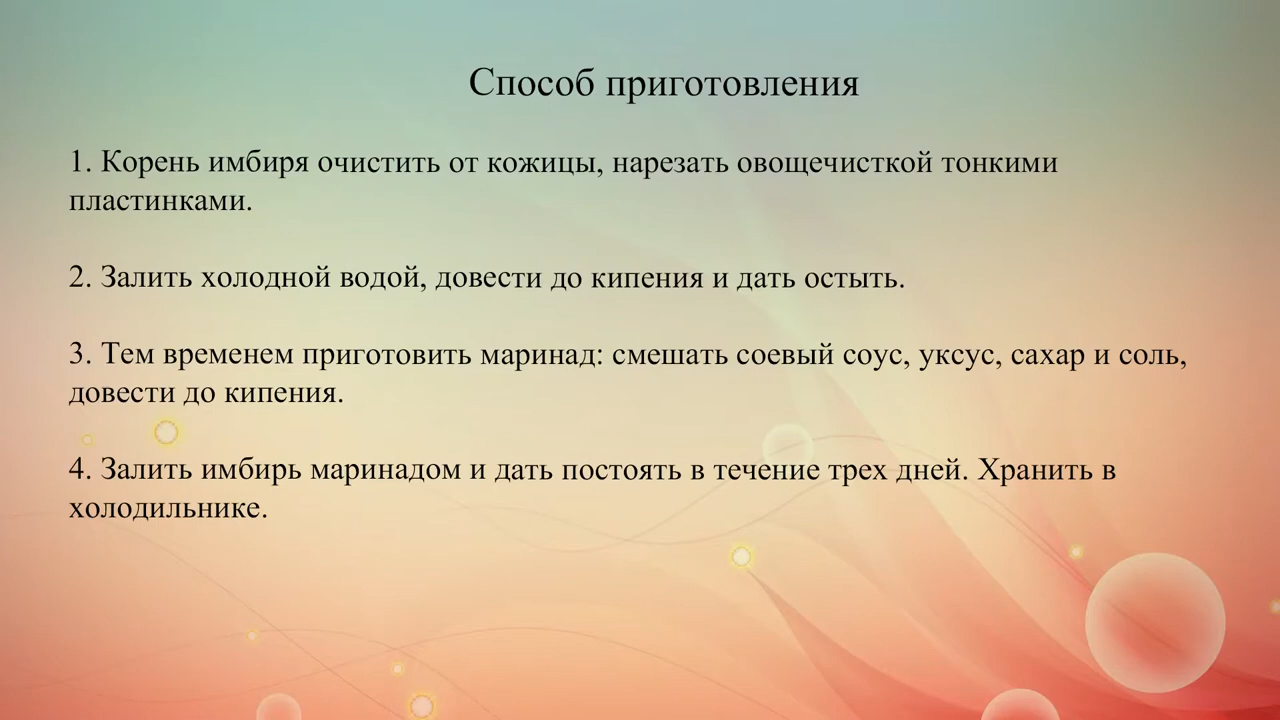 Способ приготовления
1. Корень имбиря очистить от кожицы, нарезать овощечисткой тонкими
пластинками.
2. Залить холодной водой, довести до кипения и дать остыть.
3. Тем временем приготовить маринад: смешать соевый соус, уксус, сахар и соль,
довести до кипения.
4. Залить имбирь маринадом и дать постоять в течение трех дней. Хранить в
холодильнике.